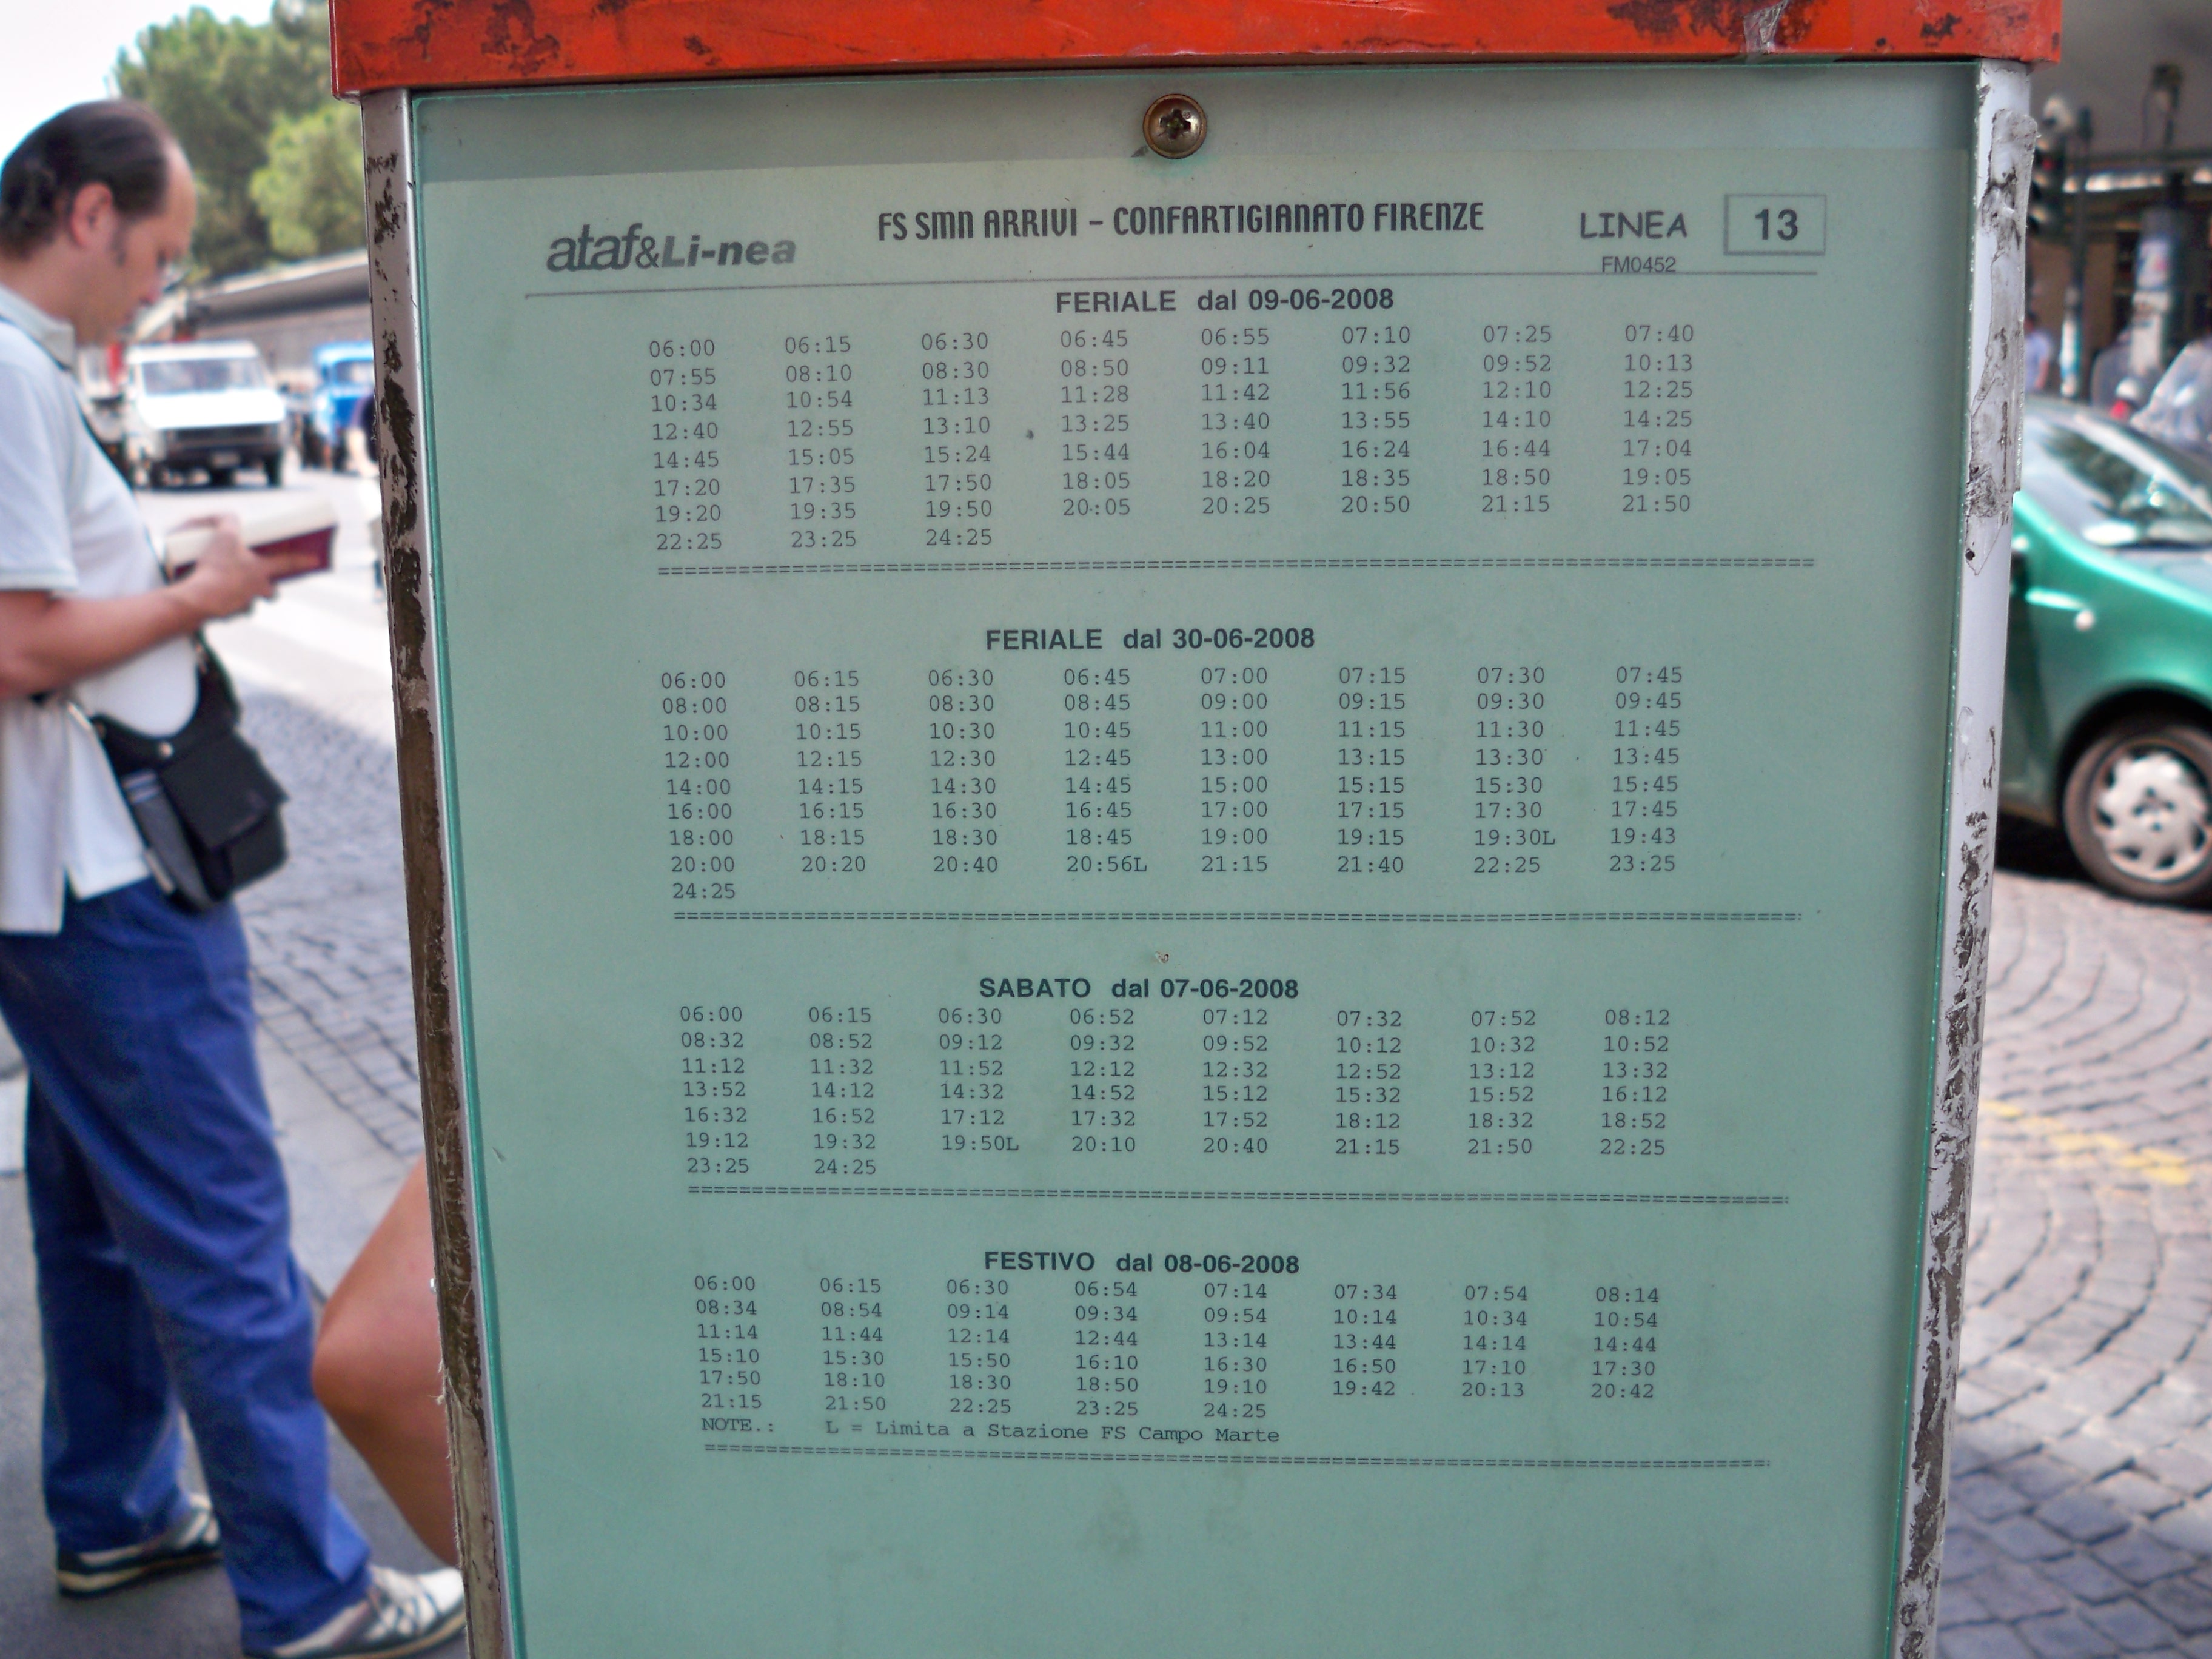 ataf&Li-nea FS SMN ARRIVI - CONFARTIGIANATO FIRENZE LINEA 13
FM0452
FERIALE dal 09-06-2008
06:00 06:15 06:30 06:45 06:55 07:10 07:25 07:40
07:55 08:10 08:30 08:50 09:11 09:32 09:52 10:13
10:34 10:54 11:13 11:28 11:42 11:56 12:10 12:25
12:40 12:55 13:10 13:25 13:40 13:55 14:10 14:25
14:45 15:05 15:24 15:44 16:04 16:24 16:44 17:04
17:20 17:35 17:50 18:05 18:20 18:35 18:50 19:05
19:20 19:35 19:50 20:05 20:25 20:50 21:15 21:50
22:25 23:25 24:25
FERIALE dal 30-06-2008
06:00 06:15 06:30 06:45 07:00 07:15 07:30 07:45
08:00 08:15 08:30 08:45 09:00 09:15 09:30 09:45
10:00 10:15 10:30 10:45 11:00 11:15 11:30 11:45
12:00 12:15 12:30 12:45 13:00 13:15 13:30 13:45
14:00 14:15 14:30 14:45 15:00 15:15 15:30 15:45
16:00 16:15 16:30 16:45 17:00 17:15 17:30 17:45
18:00 18:15 18:30 18:45 19:00 19:15 19:30L 19:43
20:00 20:20 20:40 20:56L 21:15 21:40 22:25 23:25
24:25
SABATO dal 07-06-2008
06:00 06:15 06:30 06:52 07:12 07:32 07:52 08:12
08:32 08:52 09:12 09:32 09:52 10:12 10:32 10:52
11:12 11:32 11:52 12:12 12:32 12:52 13:12 13:32
13:52 14:12 14:32 14:52 15:12 15:32 15:52 16:12
16:32 16:52 17:12 17:32 17:52 18:12 18:32 18:52
19:12 19:32 19:50L 20:10 20:40 21:15 21:50 22:25
23:25 24:25
FESTIVO dal 08-06-2008
06:00 06:15 06:30 06:54 07:14 07:34 07:54 08:14
08:34 08:54 09:14 09:34 09:54 10:14 10:34 10:54
11:14 11:44 12:14 12:44 13:14 13:44 14:14 14:44
15:10 15:30 15:50 16:10 16:30 16:50 17:10 17:30
17:50 18:10 18:30 18:50 19:10 19:42 20:13 20:42
21:15 21:50 22:25 23:25 24:25
NOTE.: L = Limita a Stazione FS Campo Marte